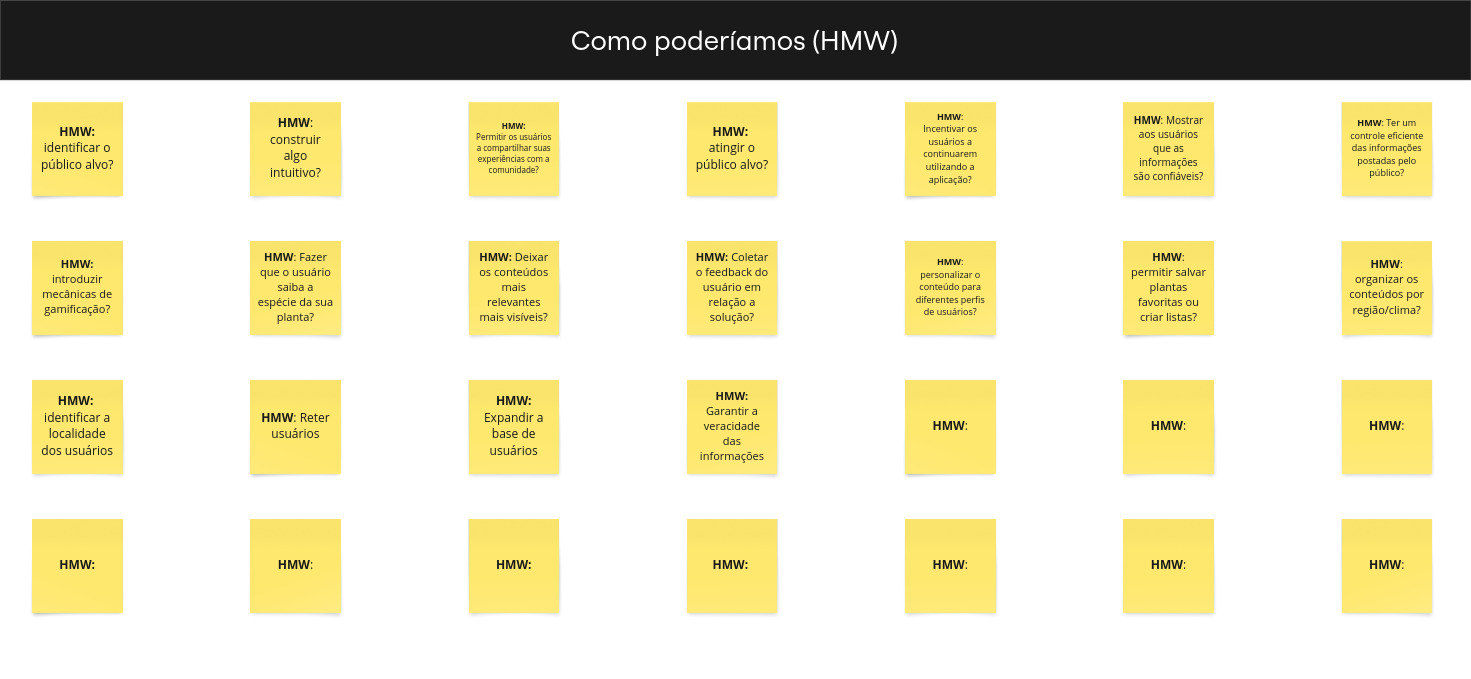 Como poderíamos (HMW)
HMW:
identificar o
público alvo?
HMW:
construir
algo
intuitivo?
HMW:
Permitir os usuários
a compartilhar suas
experiências com a
comunidade?
HMW:
atingir o
público alvo?
HMW:
Incentivar os
usuários a
continuarem
utilizando a
aplicação?
HMW: Mostrar
aos usuários
que as
informações
são confiáveis?
HMW: Ter um
controle eficiente
das informações
postadas pelo
público?
HMW:
introduzir
mecânicas de
gamificação?
HMW: Fazer
que o usuário
saiba a
espécie da sua
planta?
HMW: Deixar
os conteúdos
mais
relevantes
mais visíveis?
HMW: Coletar
o feedback do
usuário em
relação a
solução?
HMW:
personalizar o
conteúdo para
diferentes perfis
de usuários?
HMW:
permitir salvar
plantas
favoritas ou
criar listas?
HMW:
organizar os
conteúdos por
região/clima?
HMW:
identificar a
localidade
dos usuários
HMW: Reter
usuários
HMW:
Expandir a
base de
usuários
HMW:
Garantir a
veracidade
das
informações
HMW:
HMW:
HMW:
HMW:
HMW:
HMW:
HMW:
HMW:
HMW:
HMW: